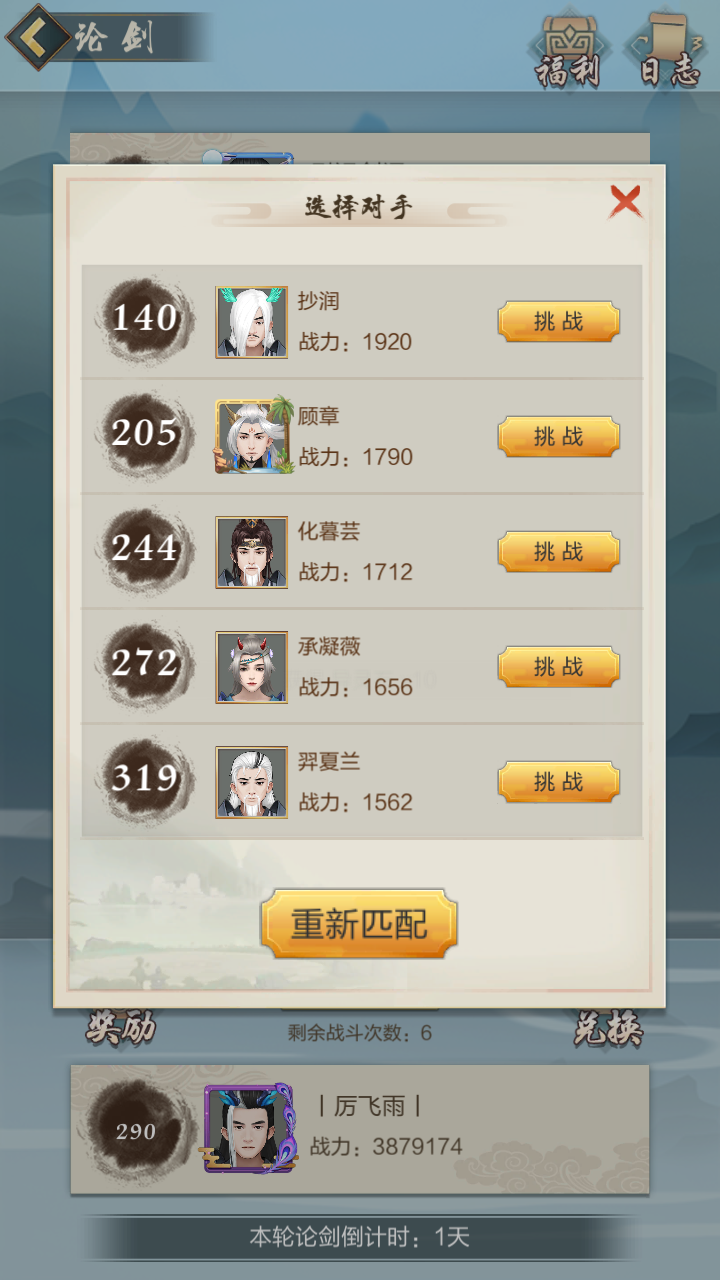 论剑
福利
日志
选择对手
140
抄润
战力：1920
挑战
205
顾章
战力：1790
挑战
244
化暮芸
战力：1712
挑战
272
承凝薇
战力：1656
挑战
319
羿夏兰
战力：1562
挑战
重新匹配
奖励
剩余战斗次数：6
兑换
290
丨厉飞雨丨
战力：3879174
本轮论剑倒计时：1天